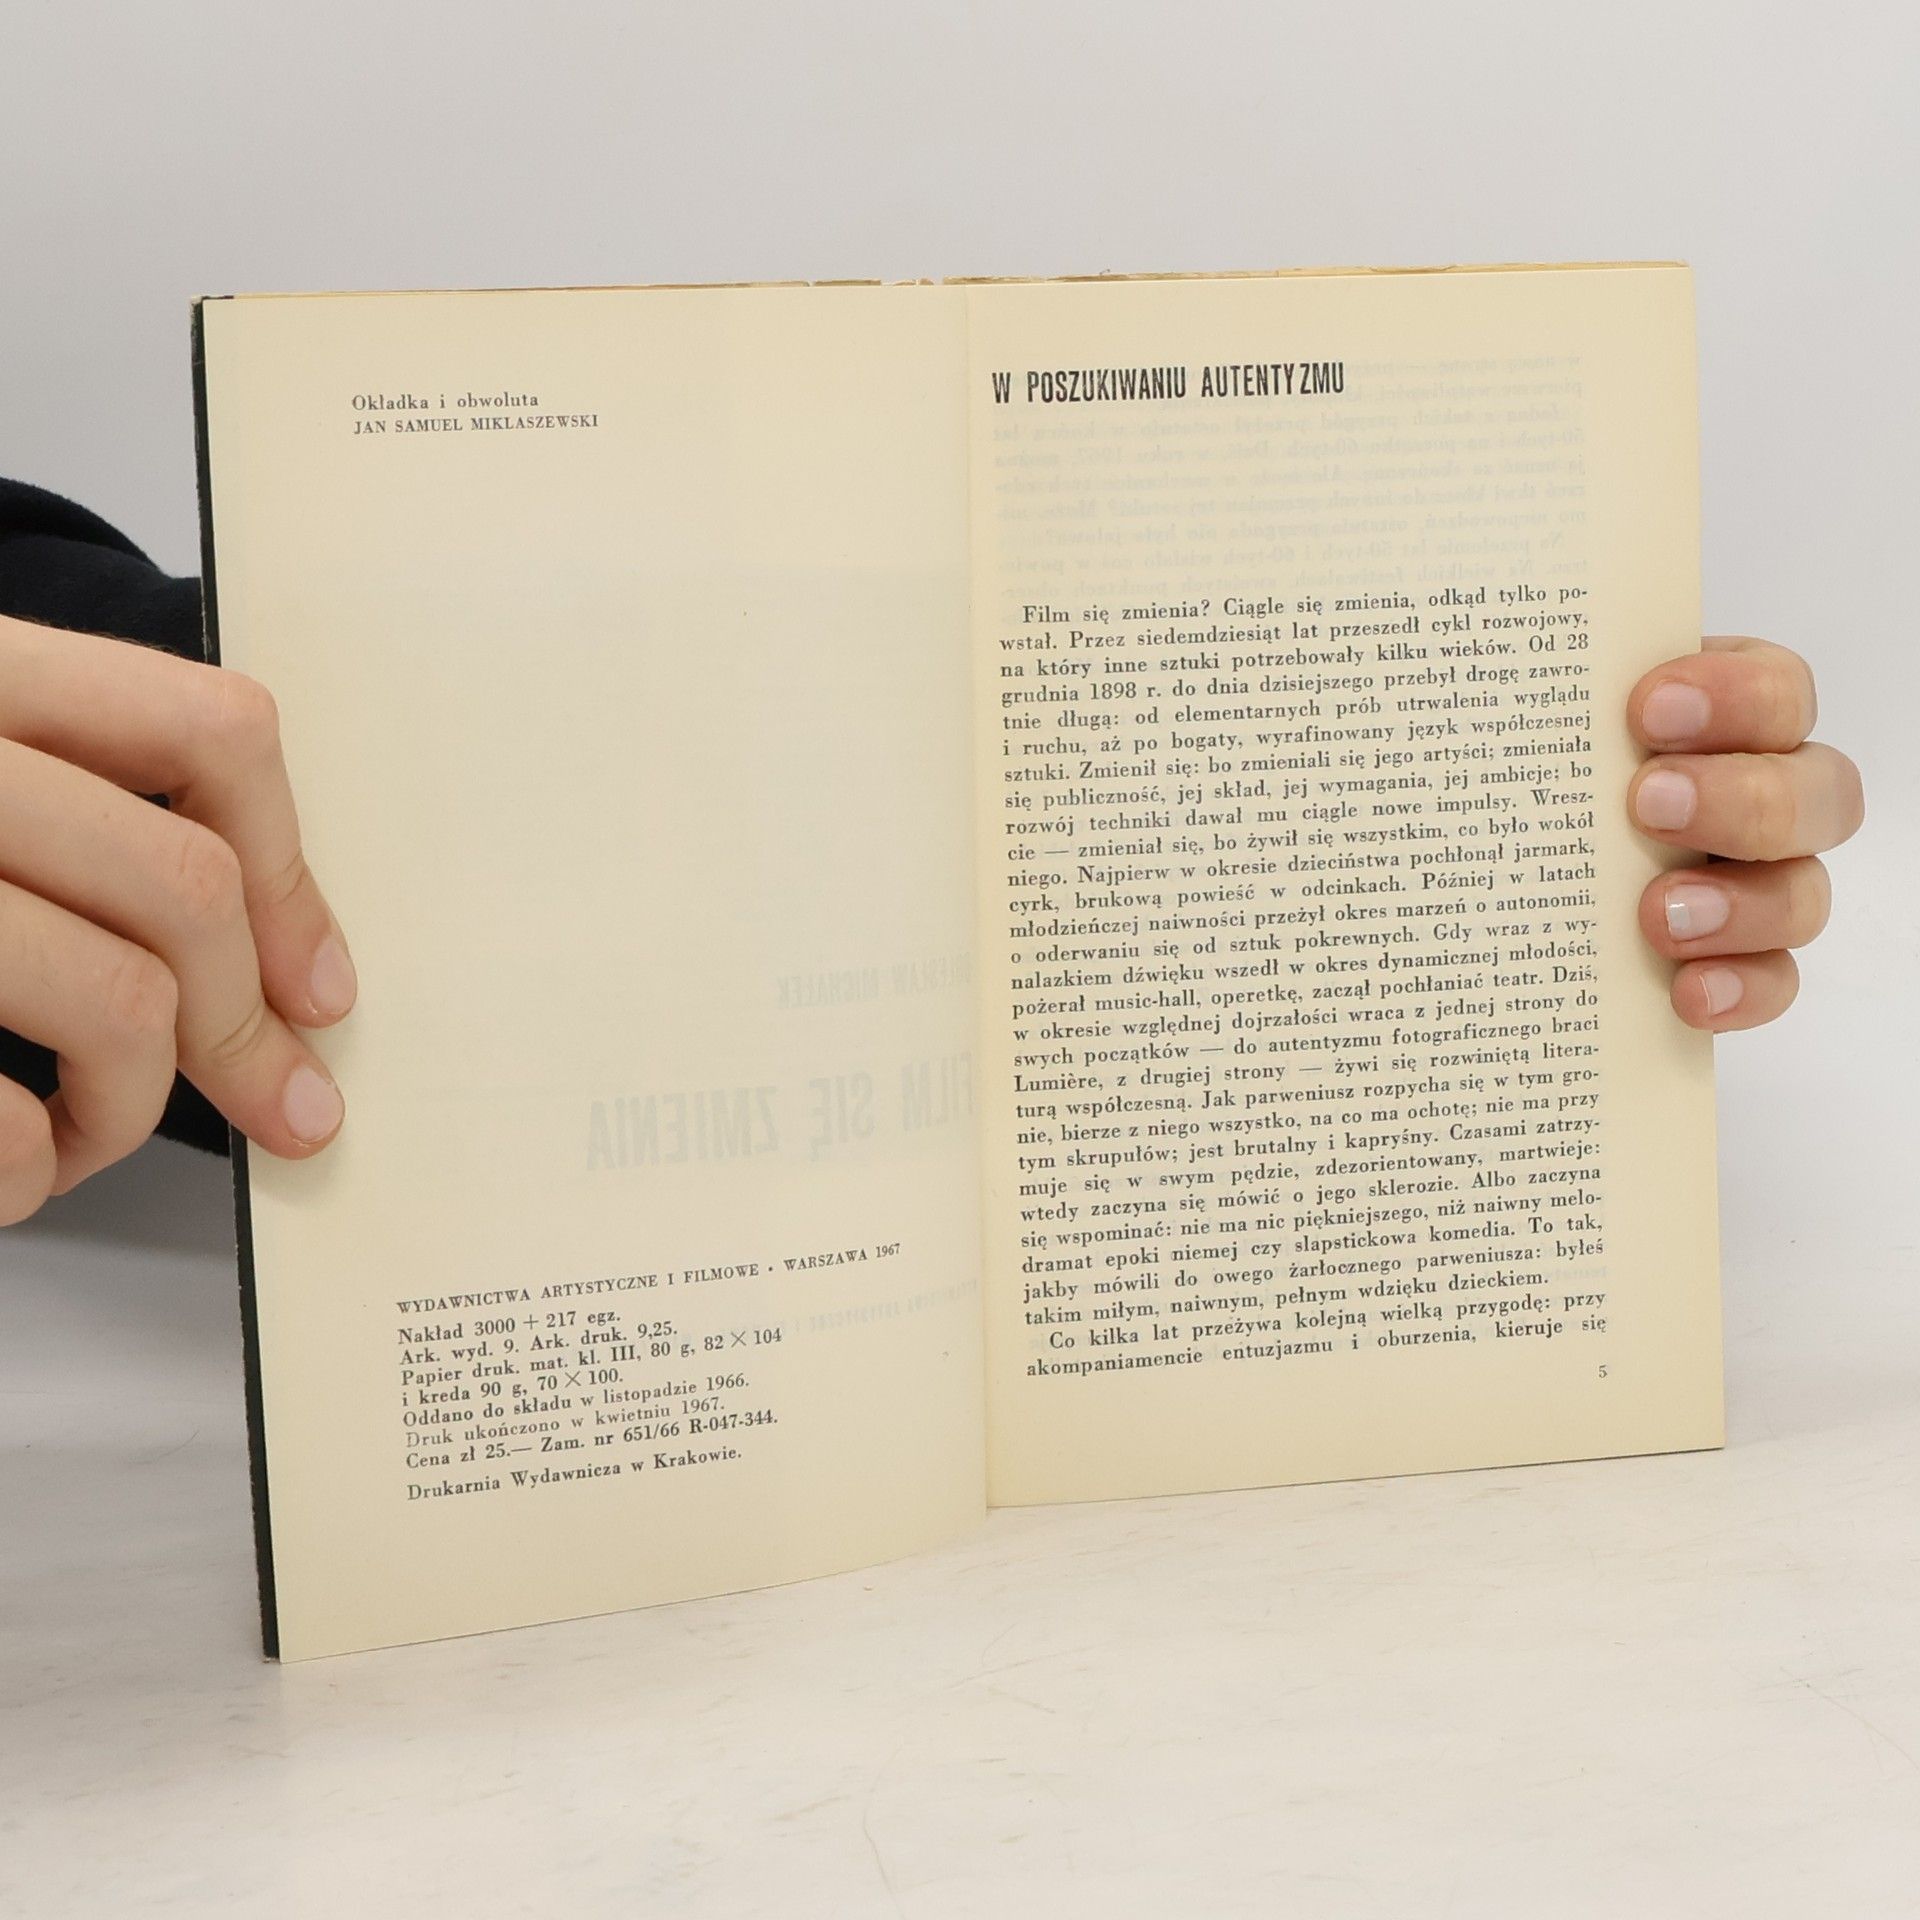 Okładka i obwoluta
JAN SAMUEL MIKLASZEWSKI
WYDAWNICTWA ARTYSTYCZNE I FILMOWE • WARSZAWA 1967
Nakład 3000 + 217 egz.
Ark. wyd. 9. Ark. druk. 9,25.
Papier druk. mat. kl. III, 80 g, 82 × 104
i kreda 90 g, 70 × 100.
Oddano do składu w listopadzie 1966.
Druk ukończono w kwietniu 1967.
Cena zł 25.— Zam. nr 651/66 R-047-344.
Drukarnia Wydawnicza w Krakowie.
W POSZUKIWANIU AUTENTYZMU
Film się zmienia? Ciągle się zmienia, odkąd tylko po-
wstał. Przez siedemdziesiąt lat przeszedł cykl rozwojowy,
na który inne sztuki potrzebowały kilku wieków. Od 28
grudnia 1898 r. do dnia dzisiejszego przebył drogę zawro-
tnie długą: od elementarnych prób utrwalenia wyglądu
i ruchu, aż po bogaty, wyrafinowany język współczesnej
sztuki. Zmienił się: bo zmieniali się jego artyści; zmieniała
się publiczność, jej skład, jej wymagania, jej ambicje; bo
rozwój techniki dawał mu ciągle nowe impulsy. Wresz-
cie — zmieniał się, bo żywił się wszystkim, co było wokół
niego. Najpierw w okresie dzieciństwa pochłonął jarmark,
cyrk, brukową powieść w odcinkach. Później w latach
młodzieńczej naiwności przeżył okres marzeń o autonomii,
o oderwaniu się od sztuk pokrewnych. Gdy wraz z wy-
nalazkiem dźwięku wszedł w okres dynamicznej młodości,
pożerał music-hall, operetkę, zaczął pochłaniać teatr. Dziś,
w okresie względnej dojrzałości wraca z jednej strony do
swych początków — do autentyzmu fotograficznego braci
Lumière, z drugiej strony — żywi się rozwiniętą litera-
turą współczesną. Jak parweniusz rozpycha się w tym gro-
nie, bierze z niego wszystko, na co ma ochotę; nie ma przy
tym skrupułów; jest brutalny i kapryśny. Czasami zatrzy-
muje się w swym pędzie, zdezorientowany, martwieje:
wtedy zaczyna się mówić o jego sklerozie. Albo zaczyna
się wspominać: nie ma nic piękniejszego, niż naiwny melo-
dramat epoki niemej czy slapstickowa komedia. To tak,
jakby mówili do owego żarłocznego parweniusza: byłeś
takim miłym, naiwnym, pełnym wdzięku dzieckiem.
Co kilka lat przeżywa kolejną wielką przygodę: przy
akompaniamencie entuzjazmu i oburzenia, kieruje się
5